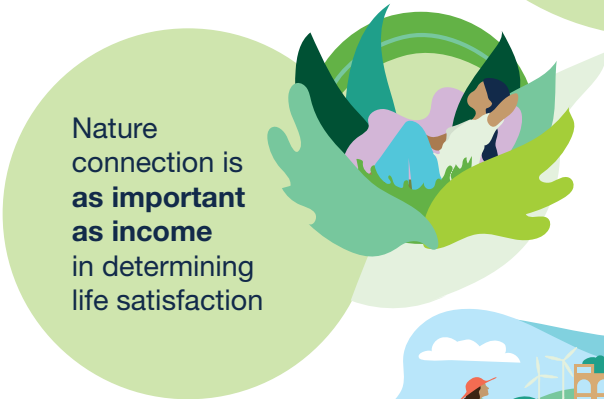 Nature
connection is
as important
as income
in determining
life satisfaction